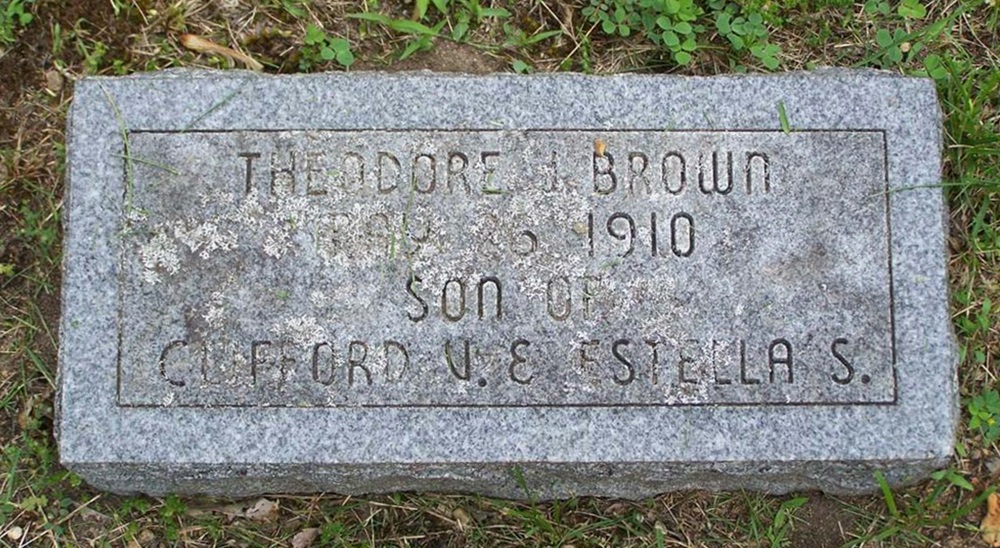 THEODORE J. BROWN
MAY 26 1910
SON OF
CLIFFORD V. & ESTELLA S.